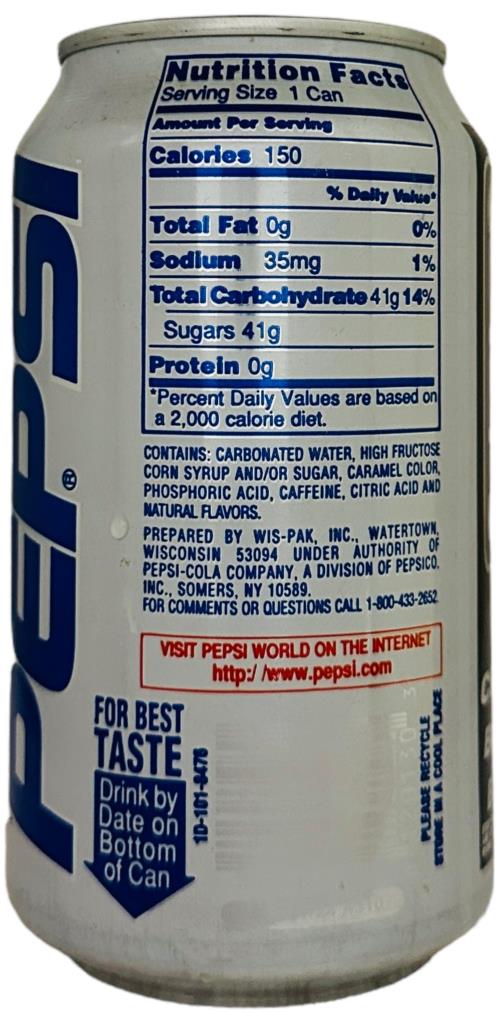 PEPSI®
Nutrition Facts
Serving Size 1 Can
Amount Per Serving
Calories 150
% Daily Value*
Total Fat 0g 0%
Sodium 35mg 1%
Total Carbohydrate 41g 14%
Sugars 41g
Protein 0g
*Percent Daily Values are based on
a 2,000 calorie diet.
CONTAINS: CARBONATED WATER, HIGH FRUCTOSE
CORN SYRUP AND/OR SUGAR, CARAMEL COLOR,
PHOSPHORIC ACID, CAFFEINE, CITRIC ACID AND
NATURAL FLAVORS.
PREPARED BY WIS-PAK, INC., WATERTOWN,
WISCONSIN 53094 UNDER AUTHORITY OF
PEPSI-COLA COMPANY, A DIVISION OF PEPSICO,
INC., SOMERS, NY 10589.
FOR COMMENTS OR QUESTIONS CALL 1-800-433-2652
VISIT PEPSI WORLD ON THE INTERNET
http://www.pepsi.com
FOR BEST
TASTE
Drink by
Date on
Bottom
of Can
1D-101-8476
PLEASE RECYCLE
STORE IN A COOL PLACE